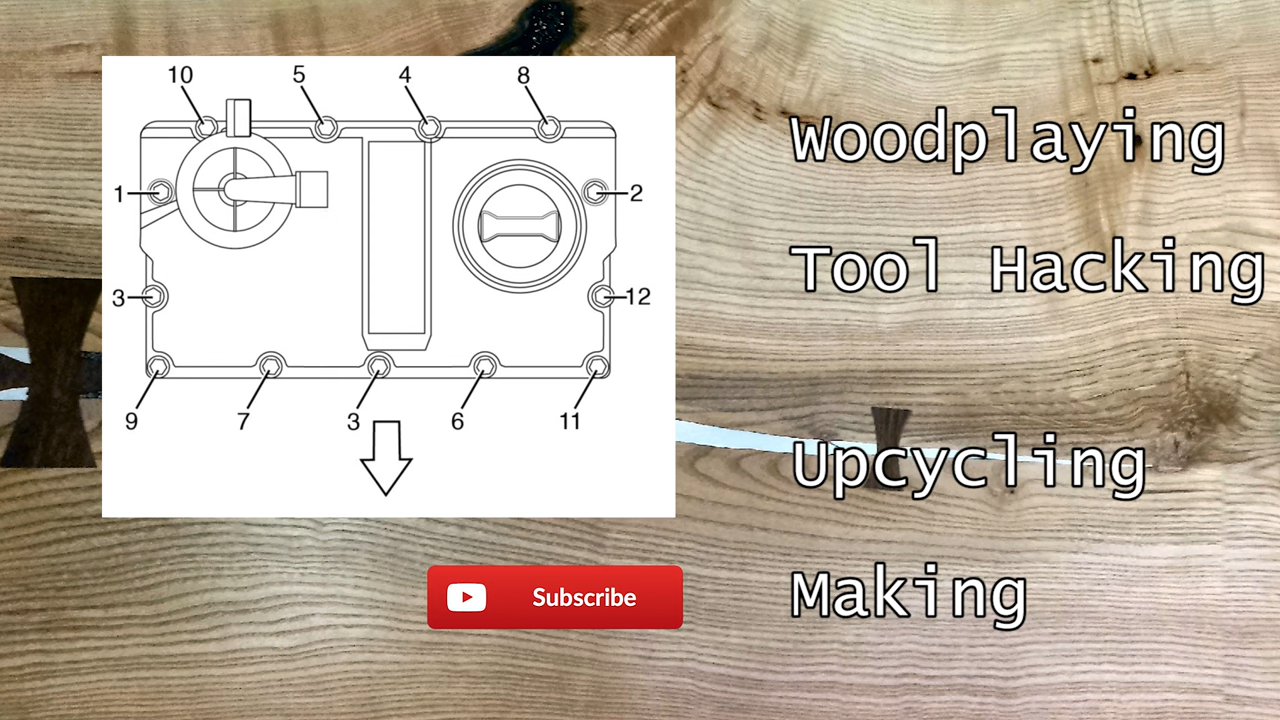 10 5 4 8
Woodplaying
1 2
Tool Hacking
3 12
9 7 3 6 11
Upcycling
Subscribe
Making